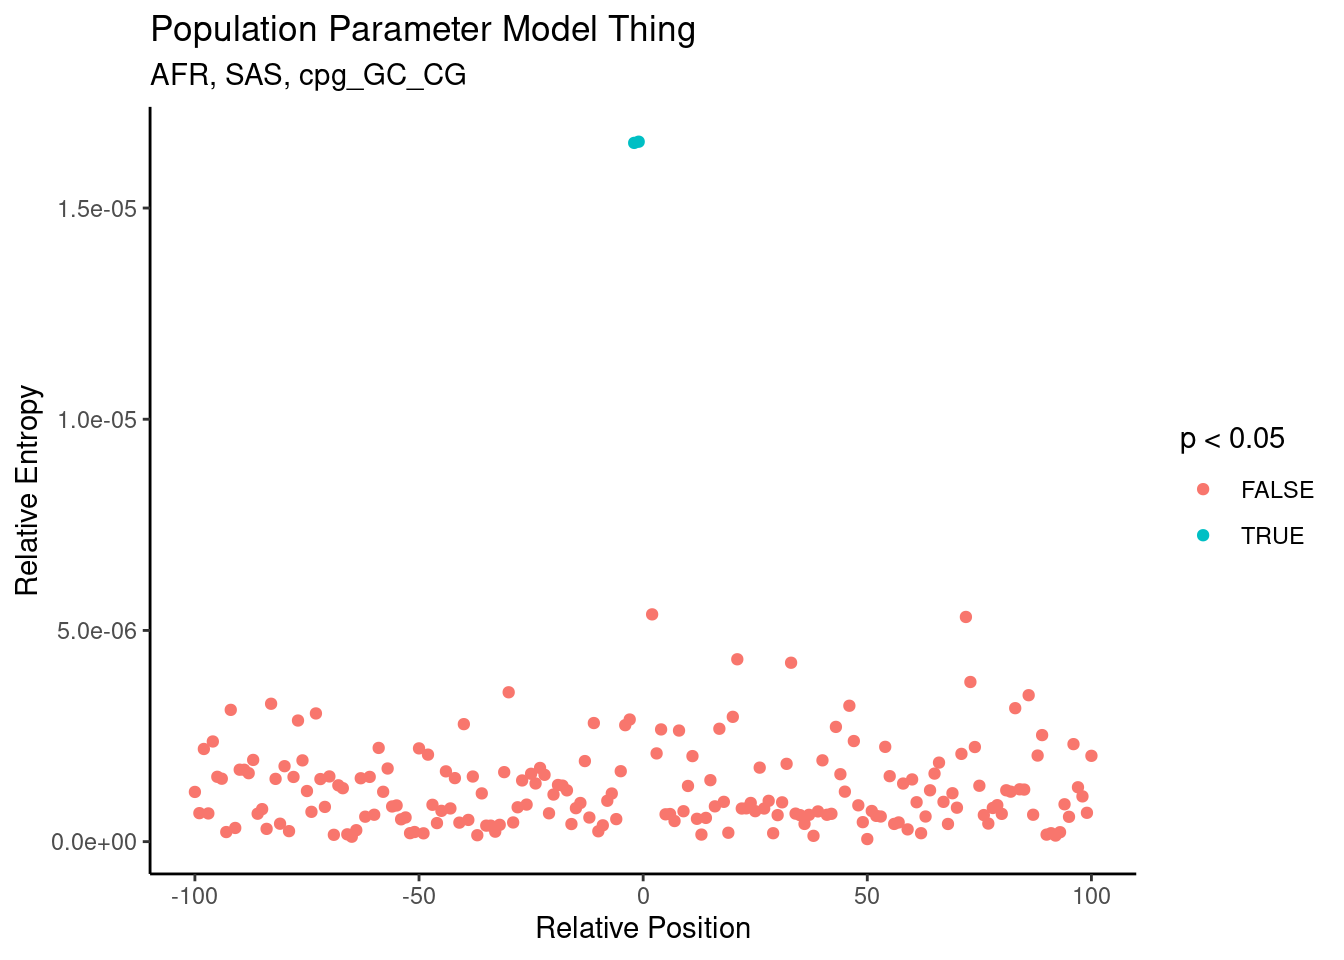 Population Parameter Model Thing
AFR, SAS, cpg_GC_CG
1.5e-05
1.0e-05
5.0e-06
0.0e+00
Relative Entropy
-100
-50
0
50
100
Relative Position
p < 0.05
FALSE
TRUE